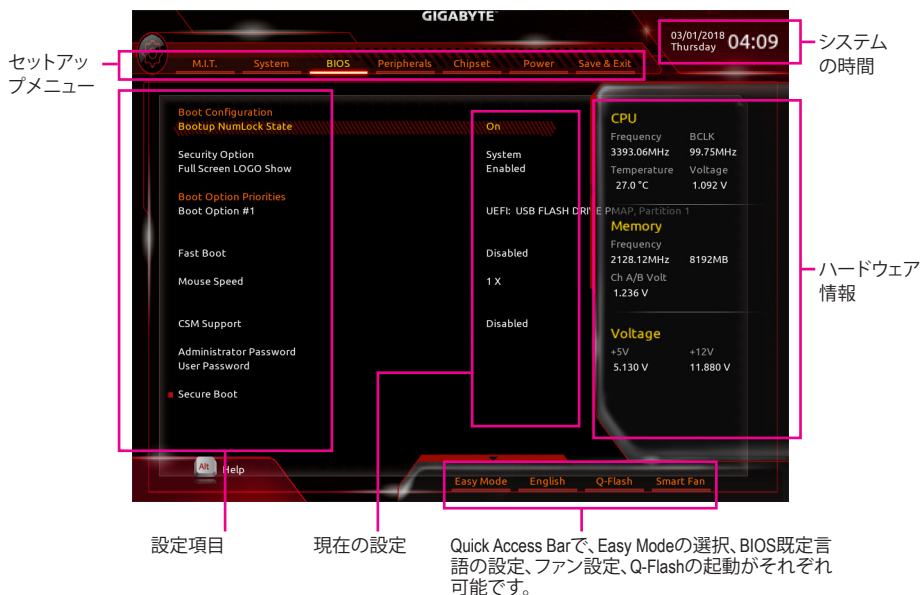 GIGABYTE™
03/01/2018
Thursday
04:09
システム
の時間
セットアッ
プメニュー
M.I.T.
System
BIOS
Peripherals
Chipset
Power
Save & Exit
Boot Configuration
Bootup NumLock State
On
Security Option
System
Full Screen LOGO Show
Enabled
Boot Option Priorities
Boot Option #1
UEFI: USB FLASH DRIVE PMAP, Partition 1
Fast Boot
Disabled
Mouse Speed
1 X
CSM Support
Disabled
Administrator Password
User Password
Secure Boot
CPU
Frequency BCLK
3393.06MHz 99.75MHz
Temperature Voltage
27.0 °C 1.092 V
Memory
Frequency
2128.12MHz 8192MB
Ch A/B Volt
1.236 V
Voltage
+5V +12V
5.130 V 11.880 V
ハードウェア
情報
Alt Help
Easy Mode
English
Q-Flash
Smart Fan
設定項目
現在の設定
Quick Access Barで、Easy Modeの選択、BIOS既定言
語の設定、ファン設定、Q-Flashの起動がそれぞれ
可能です。